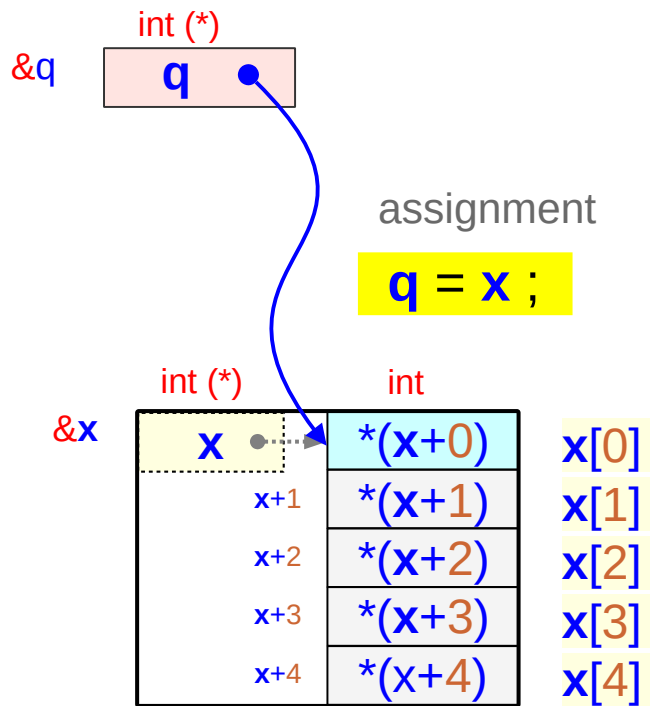 int (*)
&q q
assignment
q = x ;
int (*) int
&x x *(x+0) x[0]
x+1 *(x+1) x[1]
x+2 *(x+2) x[2]
x+3 *(x+3) x[3]
x+4 *(x+4) x[4]